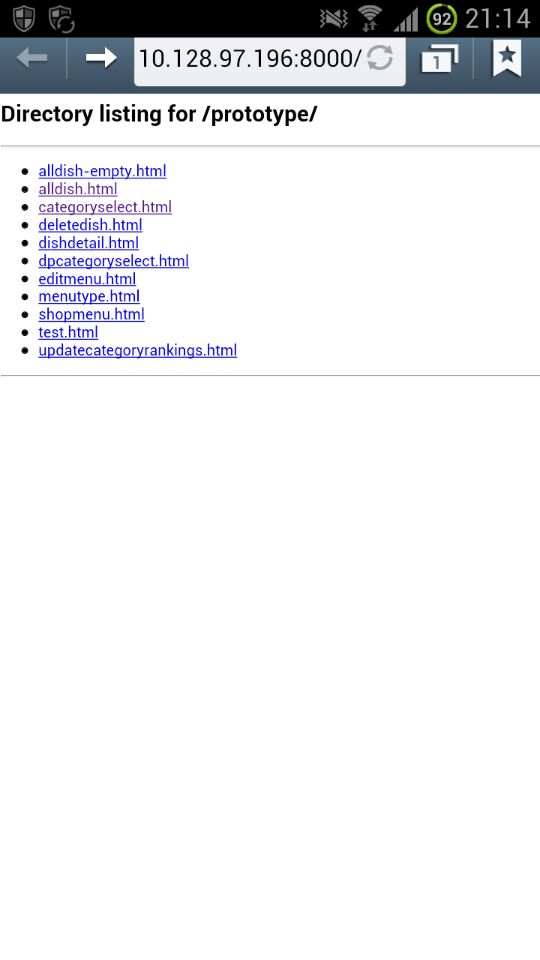 92 21:14
10.128.97.196:8000/ 1
Directory listing for /prototype/
alldish-empty.html
alldish.html
categoryselect.html
deletedish.html
dishdetail.html
dpcategoryselect.html
editmenu.html
menutype.html
shopmenu.html
test.html
updatecategoryrankings.html